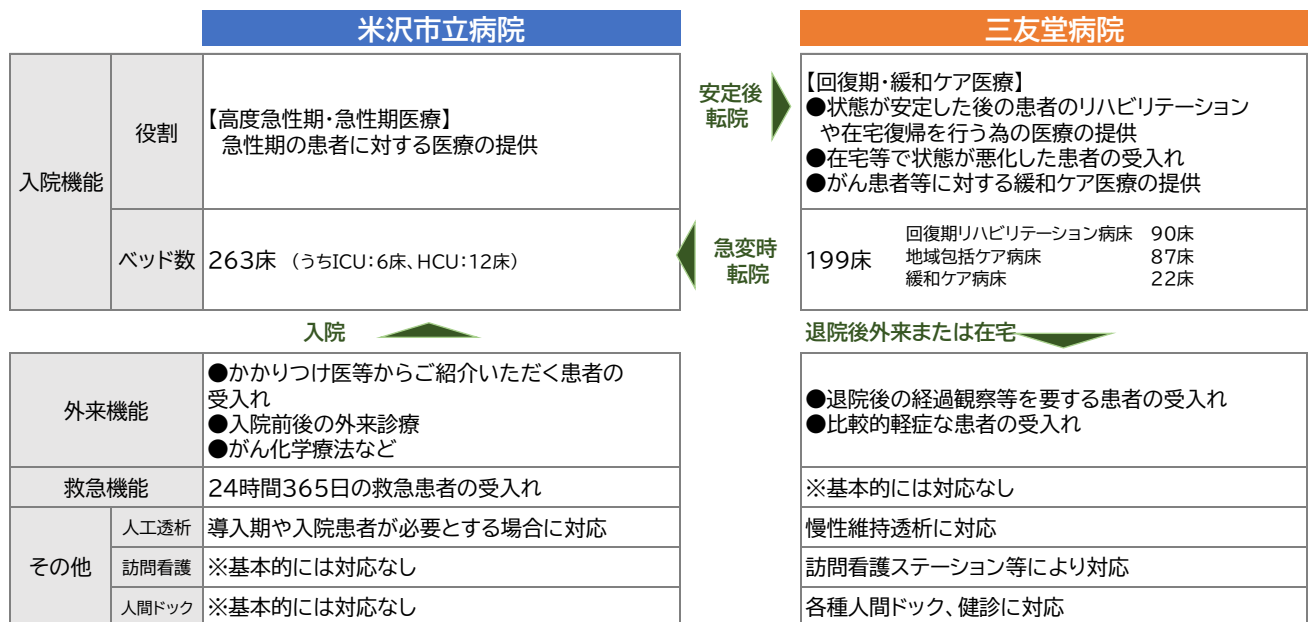 米沢市立病院
三友堂病院
入院機能
役割
【高度急性期・急性期医療】
急性期の患者に対する医療の提供
安定後
転院
【回復期・緩和ケア医療】
●状態が安定した後の患者のリハビリテーション
や在宅復帰を行う為の医療の提供
●在宅等で状態が悪化した患者の受入れ
●がん患者等に対する緩和ケア医療の提供
ベッド数
263床 (うちICU:6床、HCU:12床)
急変時
転院
199床
回復期リハビリテーション病床 90床
地域包括ケア病床 87床
緩和ケア病床 22床
入院
退院後外来または在宅
外来機能
●かかりつけ医等からご紹介いただく患者の
受入れ
●入院前後の外来診療
●がん化学療法など
●退院後の経過観察等を要する患者の受入れ
●比較的軽症な患者の受入れ
救急機能
24時間365日の救急患者の受入れ
※基本的には対応なし
その他
人工透析
導入期や入院患者が必要とする場合に対応
慢性維持透析に対応
訪問看護
※基本的には対応なし
訪問看護ステーション等により対応
人間ドック
※基本的には対応なし
各種人間ドック、健診に対応